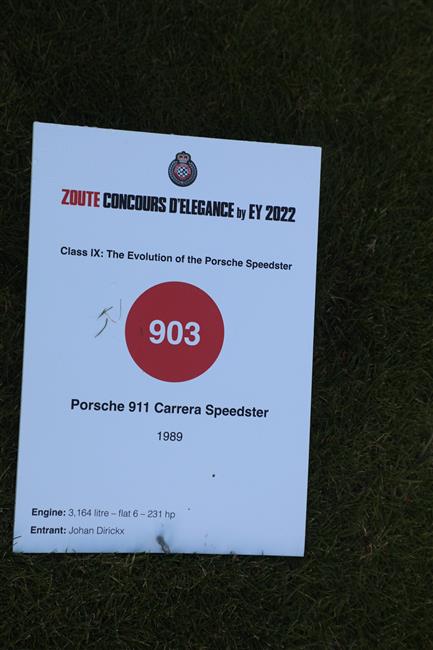 ZOUTE CONCOURS D'ELEGANCE by EY 2022
Class IX: The Evolution of the Porsche Speedster
903
Porsche 911 Carrera Speedster
1989
Engine: 3,164 litre – flat 6 – 231 hp
Entrant: Johan Dirickx